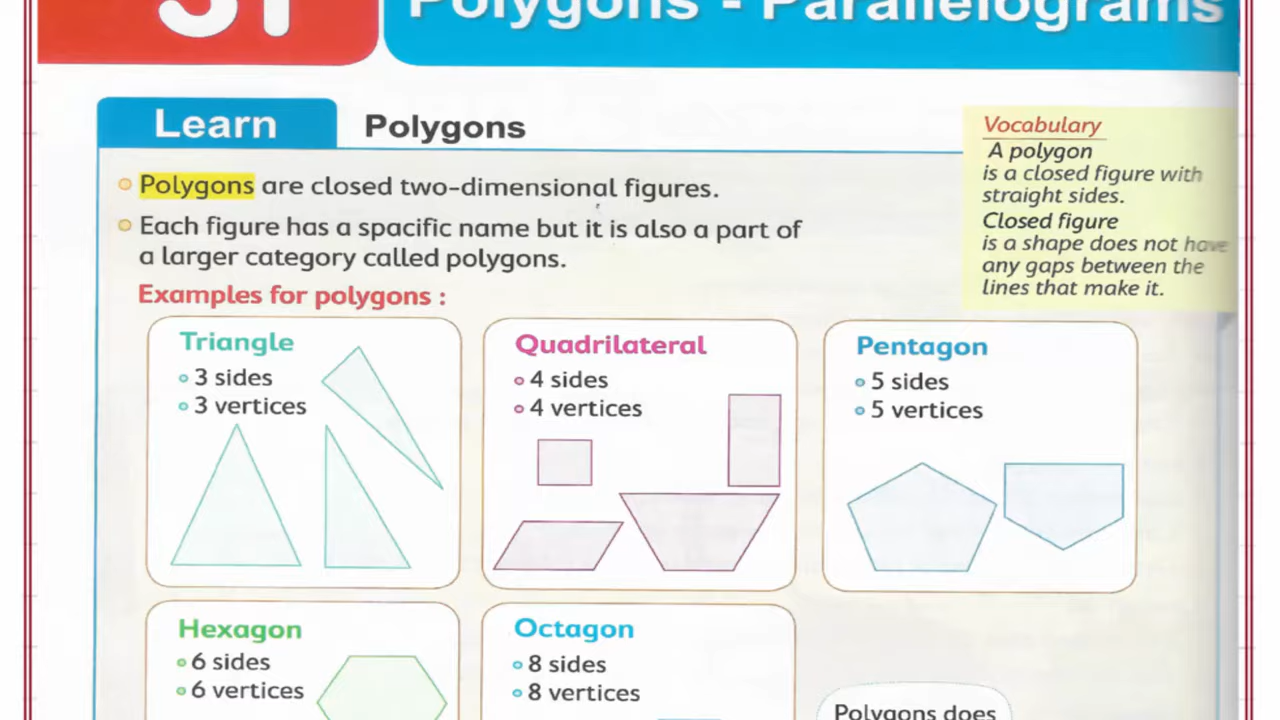 Polygons - Parallelograms
Learn
Polygons
Polygons are closed two-dimensional figures.
Each figure has a spacific name but it is also a part of
a larger category called polygons.
Vocabulary
A polygon
is a closed figure with
straight sides.
Closed figure
is a shape does not have
any gaps between the
lines that make it.
Examples for polygons :
Triangle
3 sides
3 vertices
Quadrilateral
4 sides
4 vertices
Pentagon
5 sides
5 vertices
Hexagon
6 sides
6 vertices
Octagon
8 sides
8 vertices
Polygons does